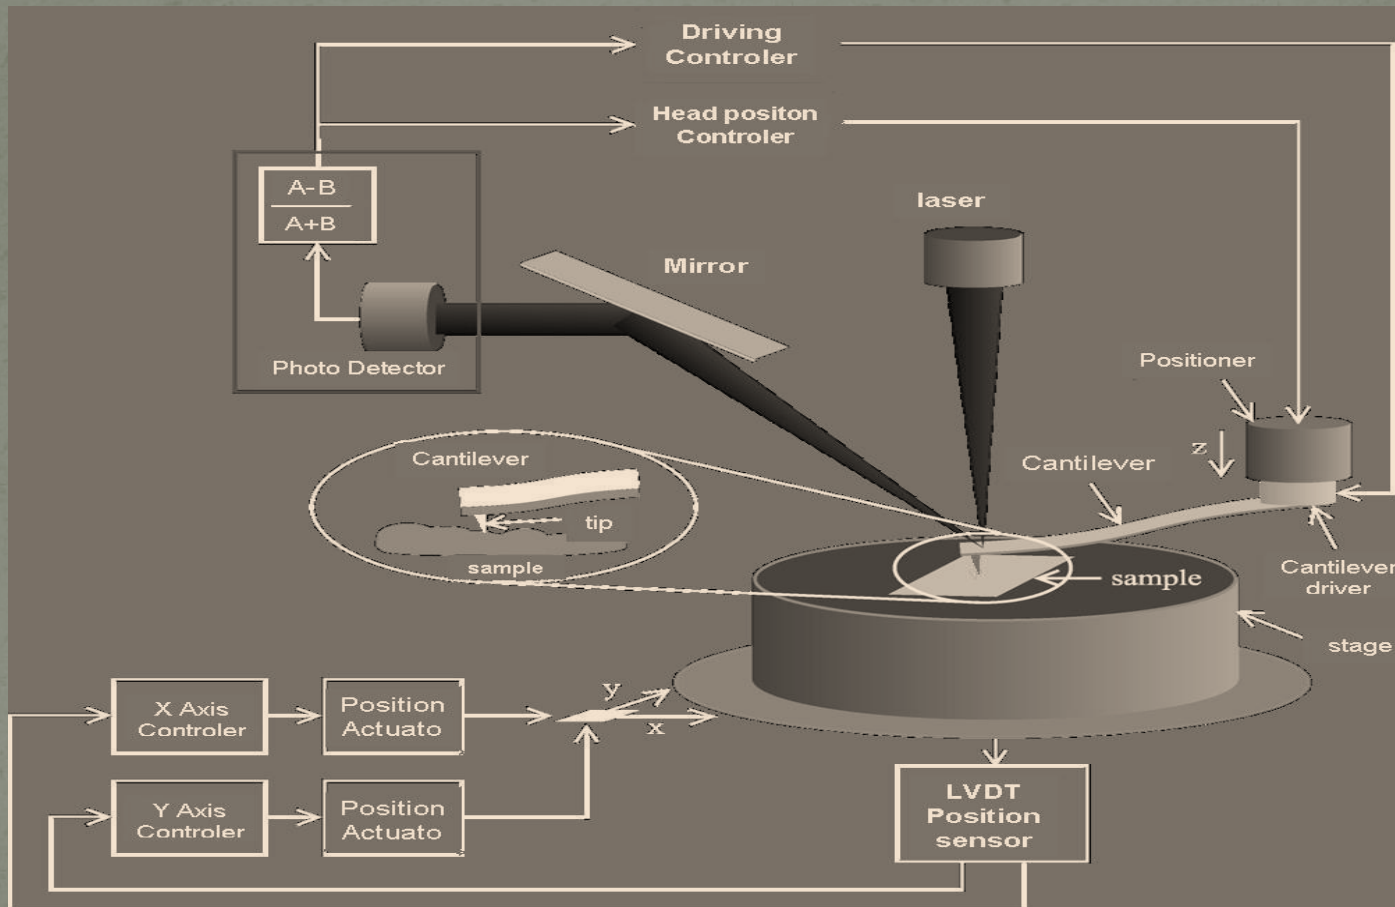 Driving
Controler
Head positon
Controler
A-B
A+B
laser
Mirror
Photo Detector
Positioner
z
Cantilever
Cantilever
tip
sample
sample
Cantilever
driver
stage
y
x
X Axis
Controler
Position
Actuato
Y Axis
Controler
Position
Actuato
LVDT
Position
sensor